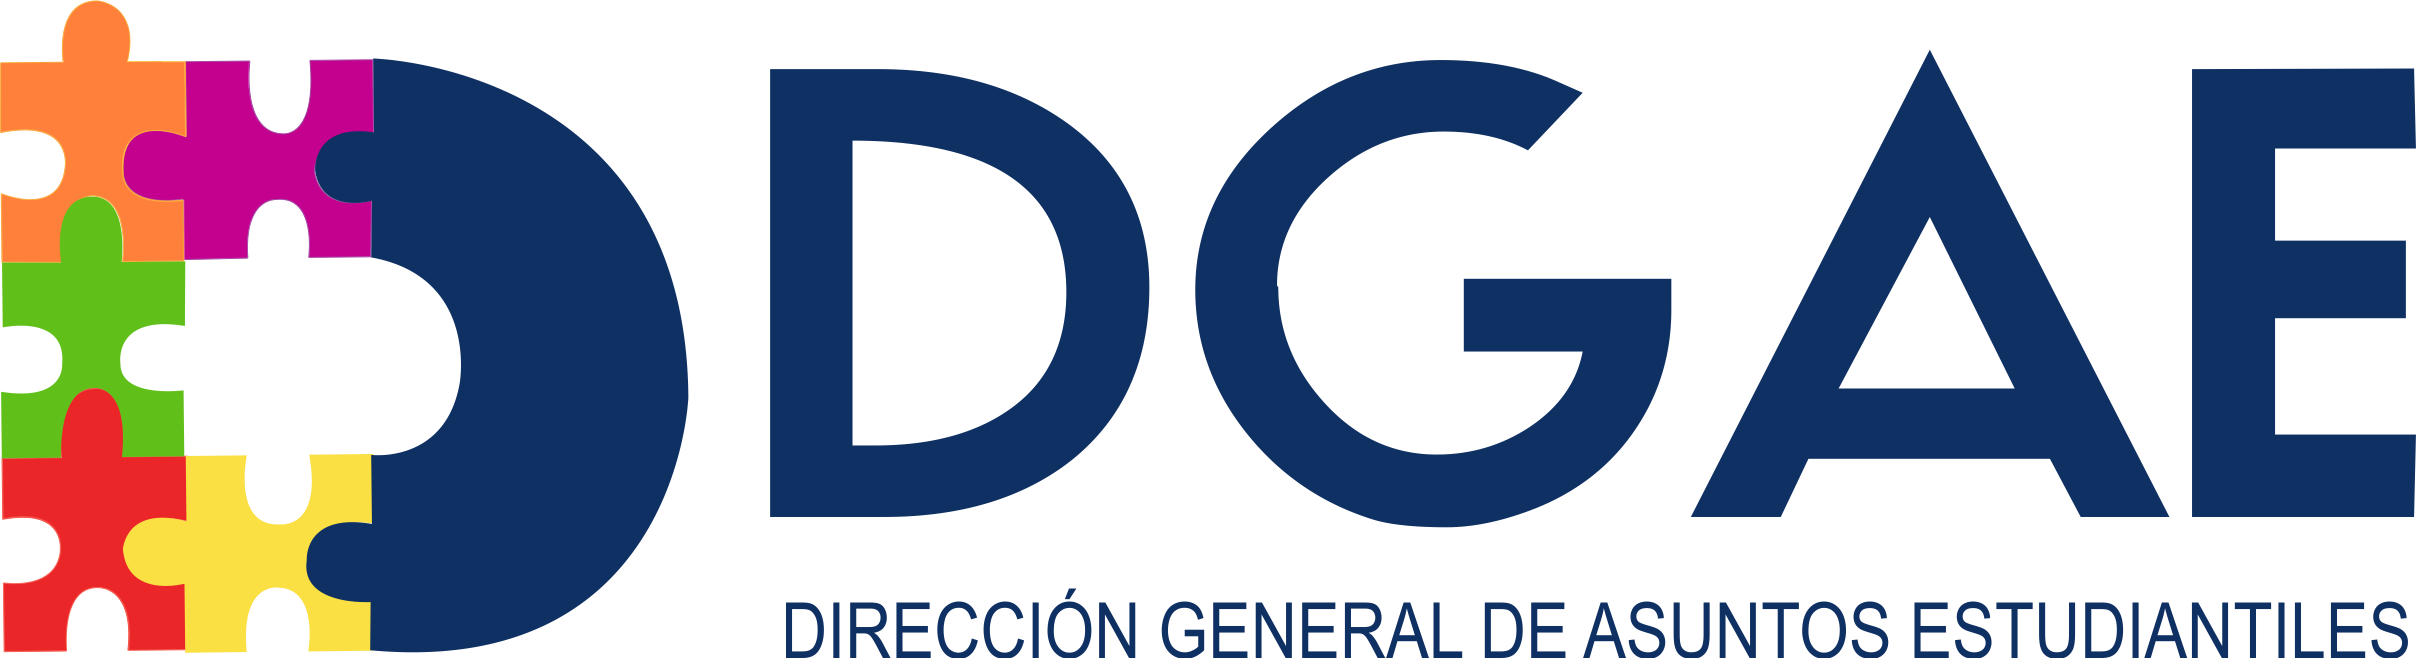 DGAE
DIRECCIÓN GENERAL DE ASUNTOS ESTUDIANTILES